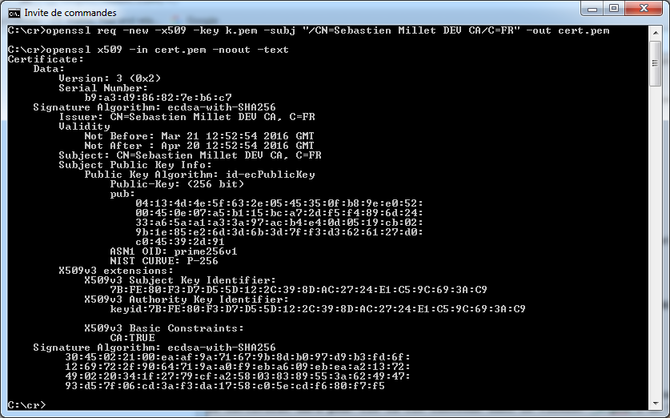 Invite de commandes
C:\cr>openssl req -new -x509 -key k.pem -subj "/CN=Sebastien Millet DEV CA/C=FR" -out cert.pem
C:\cr>openssl x509 -in cert.pem -noout -text
Certificate:
Data:
Version: 3 (0x2)
Serial Number:
b9:a3:d9:86:82:7e:b6:c7
Signature Algorithm: ecdsa-with-SHA256
Issuer: CN=Sebastien Millet DEV CA, C=FR
Validity
Not Before: Mar 21 12:52:54 2016 GMT
Not After : Apr 20 12:52:54 2016 GMT
Subject: CN=Sebastien Millet DEV CA, C=FR
Subject Public Key Info:
Public Key Algorithm: id-ecPublicKey
Public-Key: (256 bit)
pub:
04:13:4d:4e:5f:63:2e:05:45:35:0f:b8:9e:e0:52:
00:45:0e:07:a5:b1:15:bc:a7:2d:f5:f4:89:6d:24:
33:a6:5a:a1:a3:3a:97:ac:b4:e4:0d:05:19:cb:02:
9b:1e:85:e2:6d:3d:6b:3d:7f:f3:d3:62:61:27:d0:
c0:45:39:2d:91
ASN1 OID: prime256v1
NIST CURVE: P-256
X509v3 extensions:
X509v3 Subject Key Identifier:
7B:FE:80:F3:D7:D5:5D:12:2C:39:8D:AC:27:24:E1:C5:9C:69:3A:C9
X509v3 Authority Key Identifier:
keyid:7B:FE:80:F3:D7:D5:5D:12:2C:39:8D:AC:27:24:E1:C5:9C:69:3A:C9
X509v3 Basic Constraints:
CA:TRUE
Signature Algorithm: ecdsa-with-SHA256
30:45:02:21:00:ea:af:9a:71:67:9b:8d:b0:97:d9:b3:fd:6f:
12:69:72:2f:90:64:71:9a:a0:f9:eb:a6:09:eb:ea:a2:13:72:
49:02:20:34:1f:27:79:cf:a2:58:03:83:89:55:3a:62:49:47:
93:d5:7f:06:cd:3a:f3:da:17:58:c0:5e:cd:f6:80:f7:f5
C:\cr>